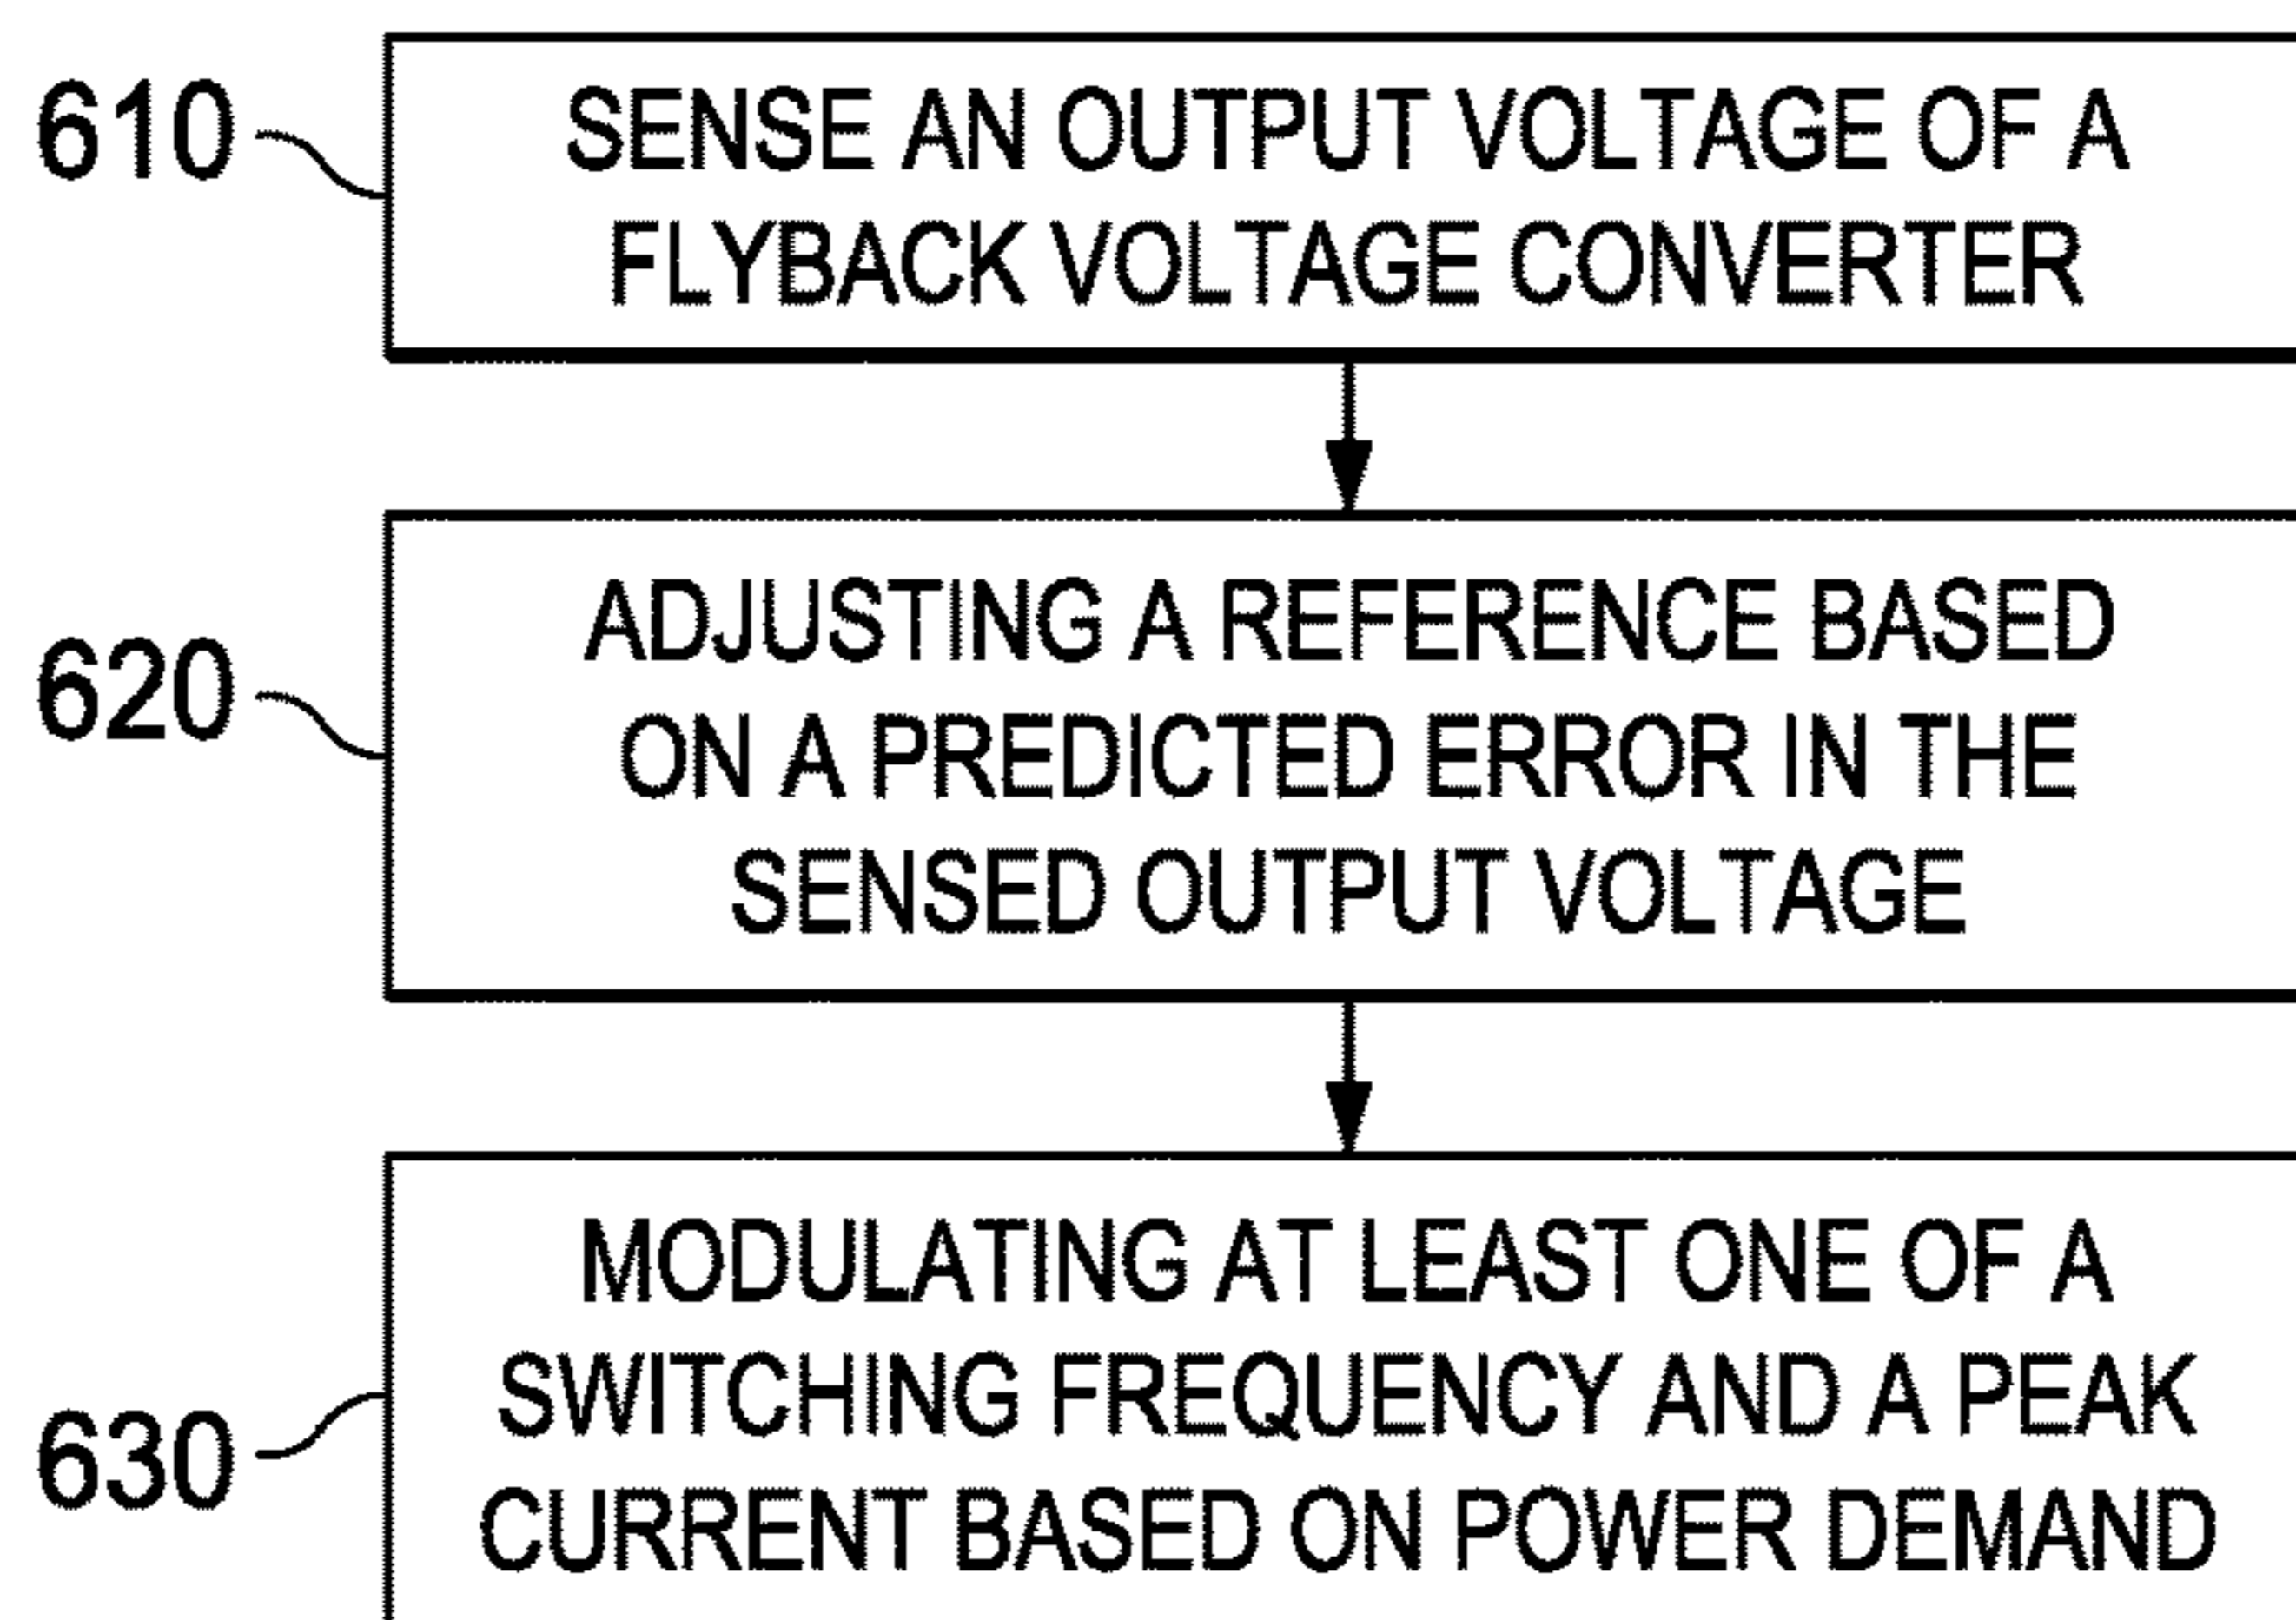 610
SENSE AN OUTPUT VOLTAGE OF A
FLYBACK VOLTAGE CONVERTER
620
ADJUSTING A REFERENCE BASED
ON A PREDICTED ERROR IN THE
SENSED OUTPUT VOLTAGE
630
MODULATING AT LEAST ONE OF A
SWITCHING FREQUENCY AND A PEAK
CURRENT BASED ON POWER DEMAND